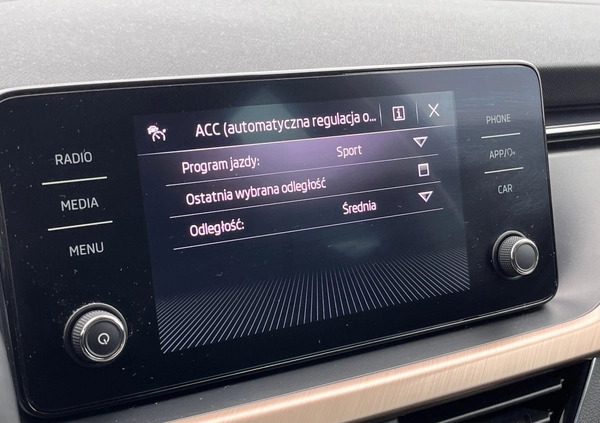 ACC (automatyczna regulacja o...
i
X
Program jazdy: Sport
Ostatnia wybrana odległość
Odległość: Średnia
RADIO
MEDIA
MENU
PHONE
APP/
CAR